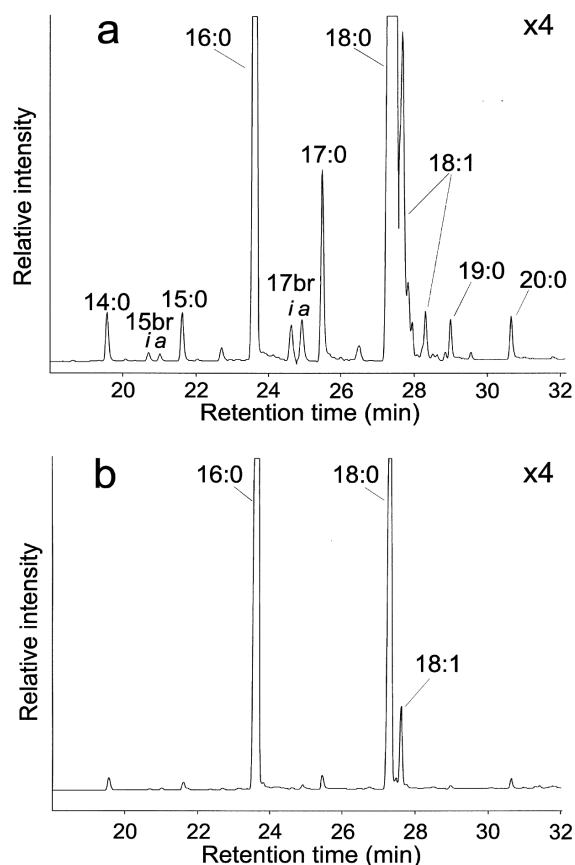 a
x4
16:0
18:0
17:0
18:1
17br
i a
14:0
15br
i a
15:0
19:0
20:0
Relative intensity
20 22 24 26 28 30 32
Retention time (min)
b
x4
16:0
18:0
18:1
Relative intensity
20 22 24 26 28 30 32
Retention time (min)